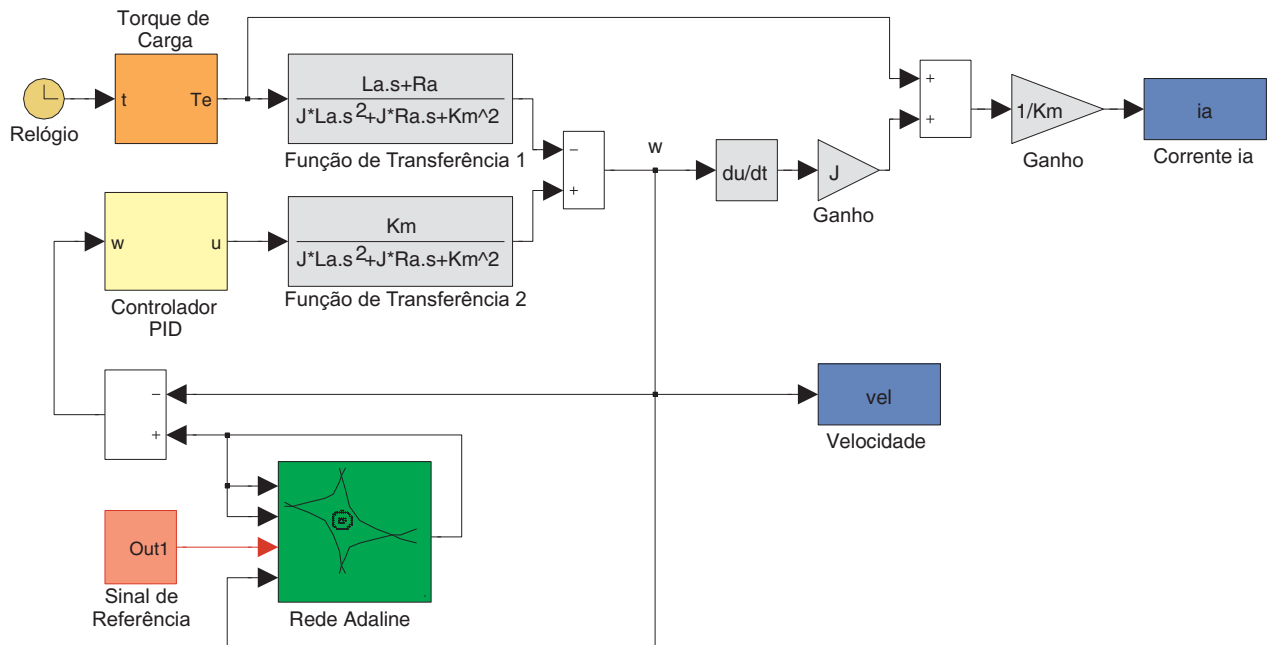 Torque de
Carga
t
Te
Relógio
La.s+Ra
J*La.s2+J*Ra.s+Km^2
Função de Transferência 1
w
u
Controlador
PID
Km
J*La.s2+J*Ra.s+Km^2
Função de Transferência 2
−
+
w
du/dt
J
Ganho
+
+
1/Km
Ganho
ia
Corrente ia
−
+
vel
Velocidade
Out1
Sinal de
Referência
Rede Adaline